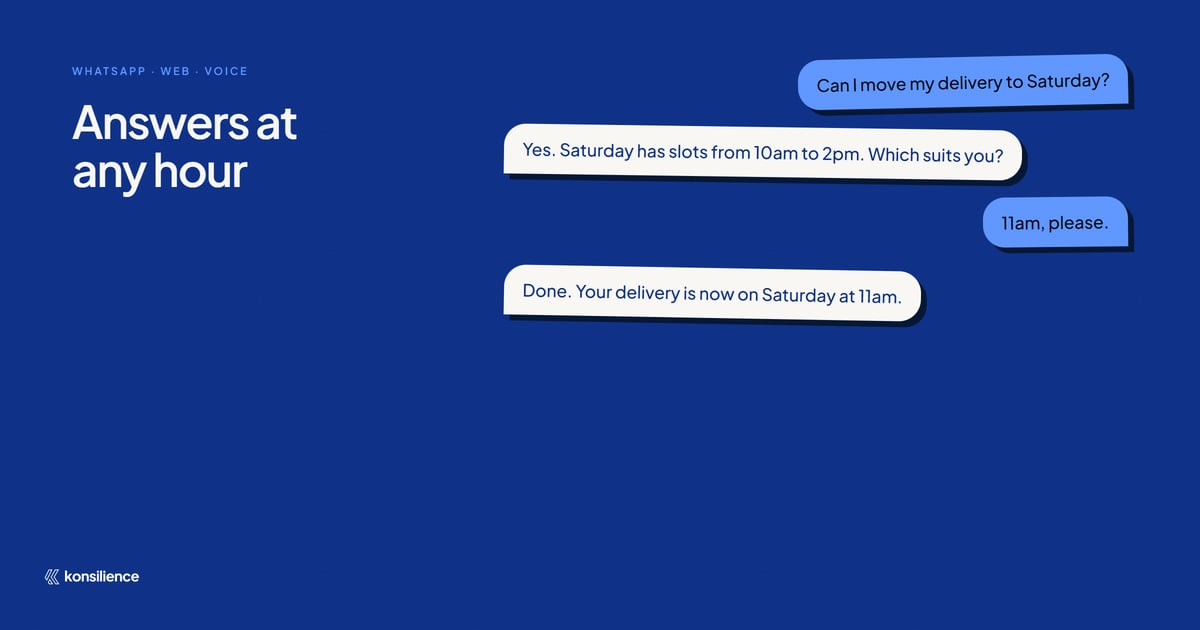 WHATSAPP · WEB · VOICE
Answers at
any hour
Can I move my delivery to Saturday?
Yes. Saturday has slots from 10am to 2pm. Which suits you?
11am, please.
Done. Your delivery is now on Saturday at 11am.
konsilience